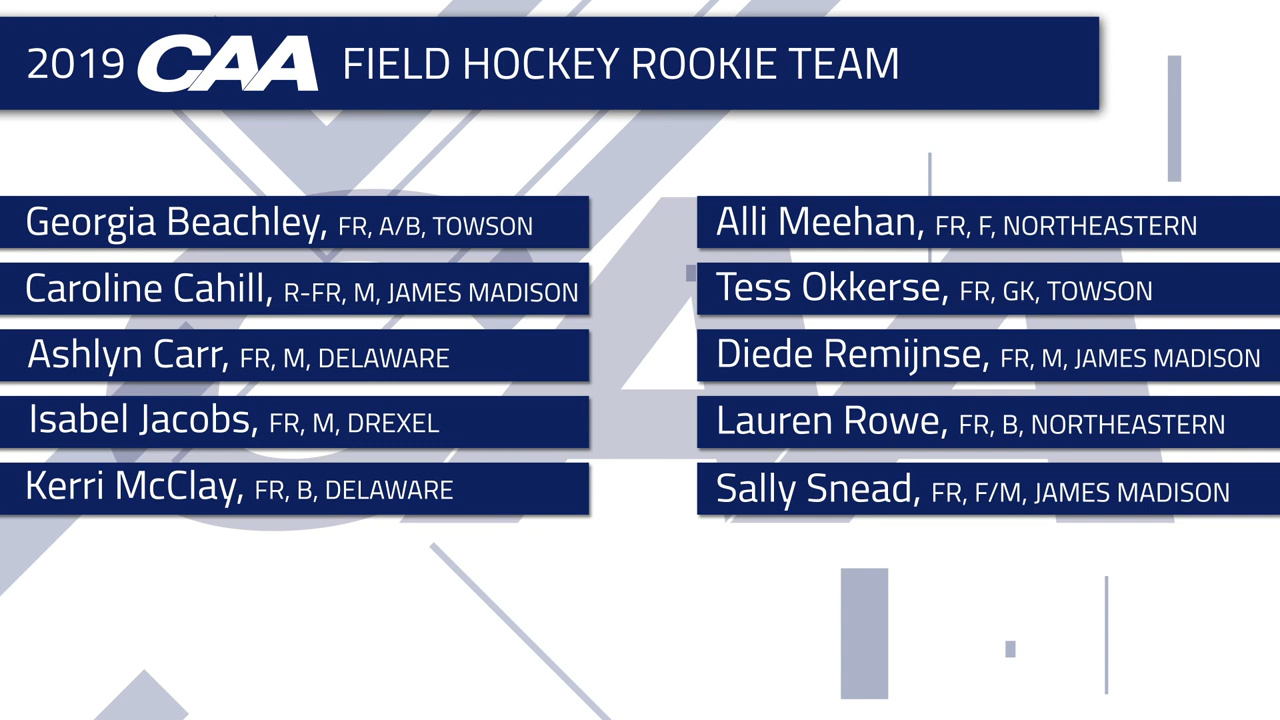 2019 CAA FIELD HOCKEY ROOKIE TEAM
Georgia Beachley, FR, A/B, TOWSON
Caroline Cahill, R-FR, M, JAMES MADISON
Ashlyn Carr, FR, M, DELAWARE
Isabel Jacobs, FR, M, DREXEL
Kerri McClay, FR, B, DELAWARE
Alli Meehan, FR, F, NORTHEASTERN
Tess Okkerse, FR, GK, TOWSON
Diede Remijnse, FR, M, JAMES MADISON
Lauren Rowe, FR, B, NORTHEASTERN
Sally Snead, FR, F/M, JAMES MADISON